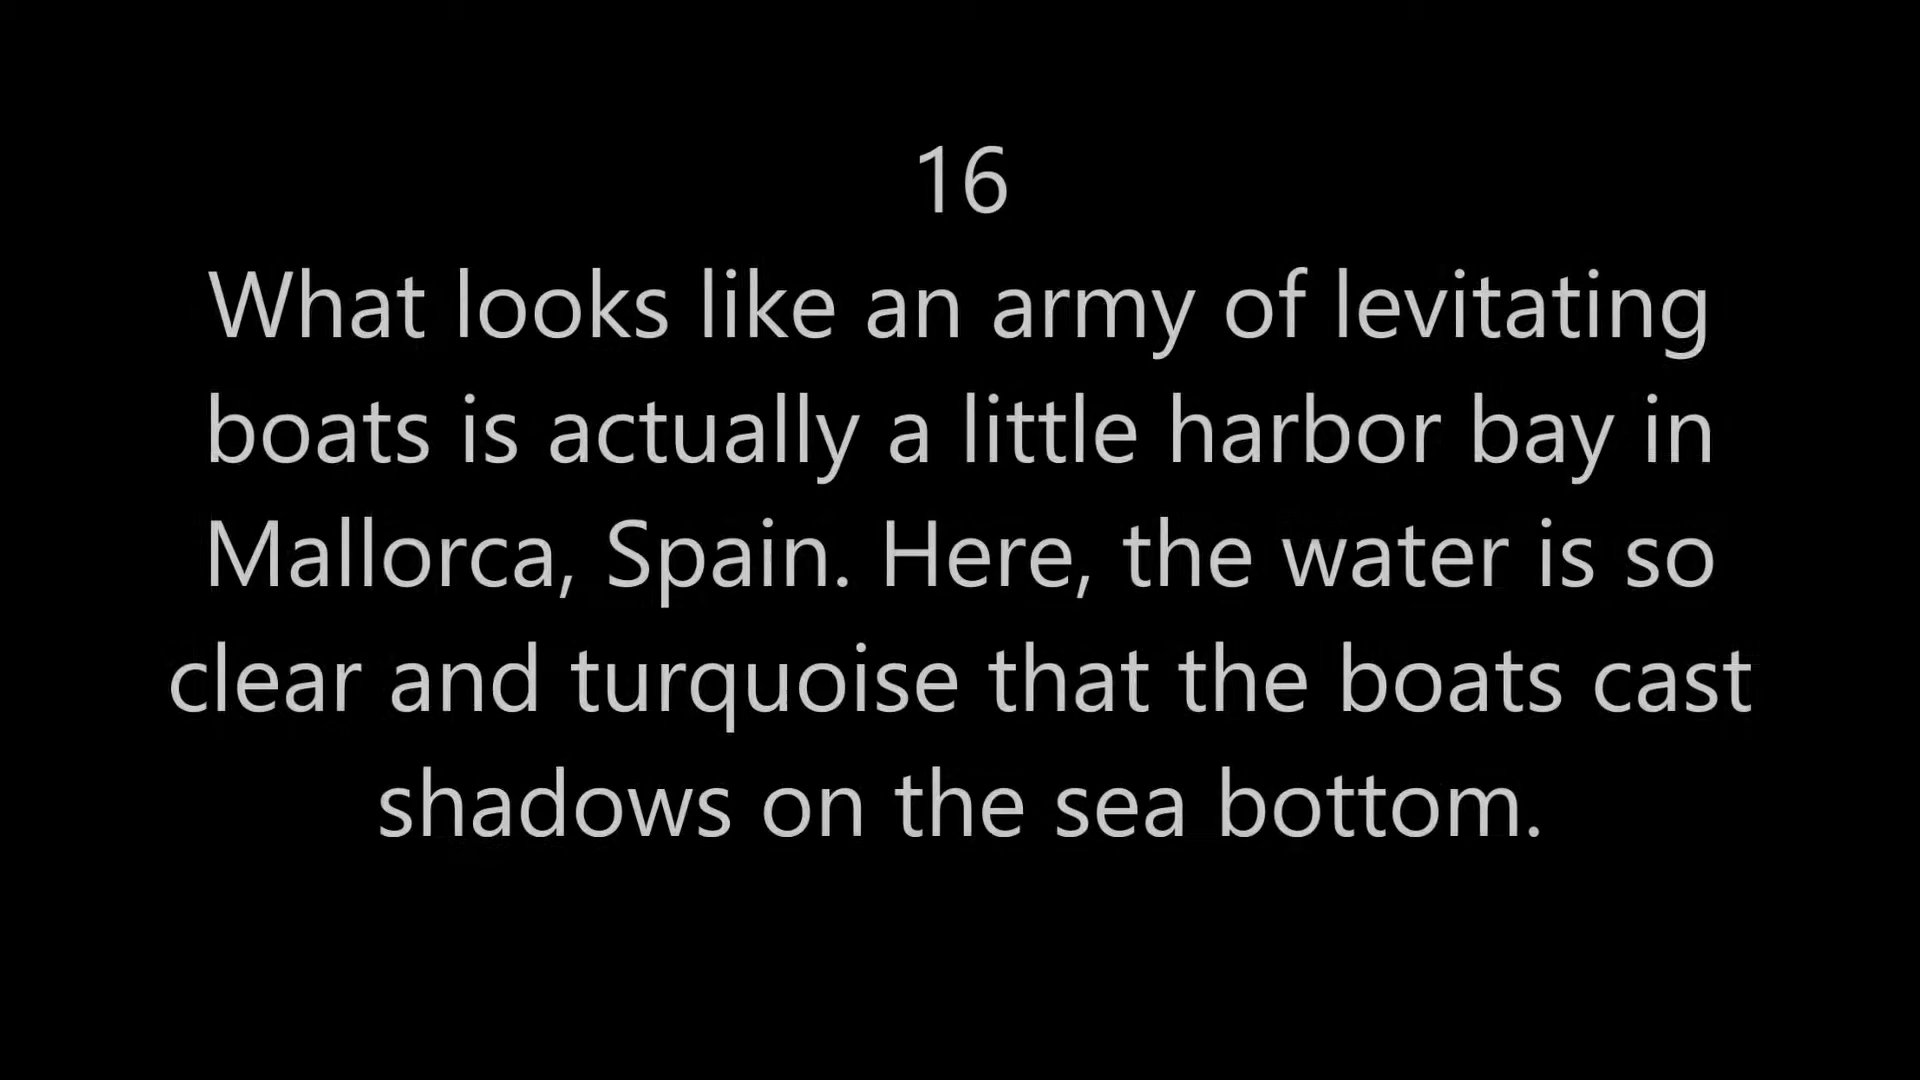 16
What looks like an army of levitating
boats is actually a little harbor bay in
Mallorca, Spain. Here, the water is so
clear and turquoise that the boats cast
shadows on the sea bottom.